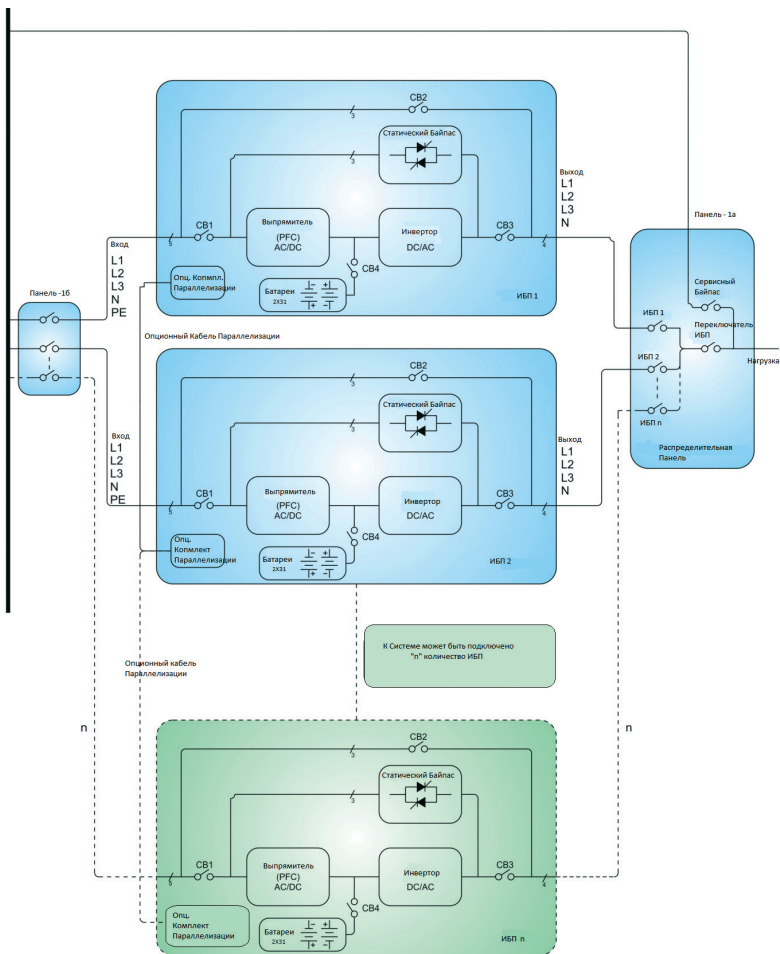 CB2
3
Статический Байпас
3
Выход
L1
L2
L3
N
CB1
Выпрямитель
(PFC)
AC/DC
Инвертор
DC/AC
CB3
5
4
Вход
L1
L2
L3
N
PE
CB4
Опц. Копмпл.
Параллелизации
Батареи
2X31
ИБП 1
Панель -1б
Панель - 1а
Сервисный
Байпас
ИБП 1
Переключатель
ИБП
ИБП 2
Нагрузка
ИБП n
Распределительная
Панель
Опционный Кабель Параллелизации
CB2
3
Статический Байпас
3
Выход
L1
L2
L3
N
Вход
L1
L2
L3
N
PE
CB1
Выпрямитель
(PFC)
AC/DC
Инвертор
DC/AC
CB3
5
4
CB4
Опц.
Копмлект
Параллелизации
Батареи
2X31
ИБП 2
К Системе может быть подключено
"n" количество ИБП
Опционный кабель
Параллелизации
n
n
CB2
3
Статический Байпас
3
CB1
Выпрямитель
(PFC)
AC/DC
Инвертор
DC/AC
CB3
5
4
CB4
Опц.
Комплект
Параллелизации
Батареи
2X31
ИБП n